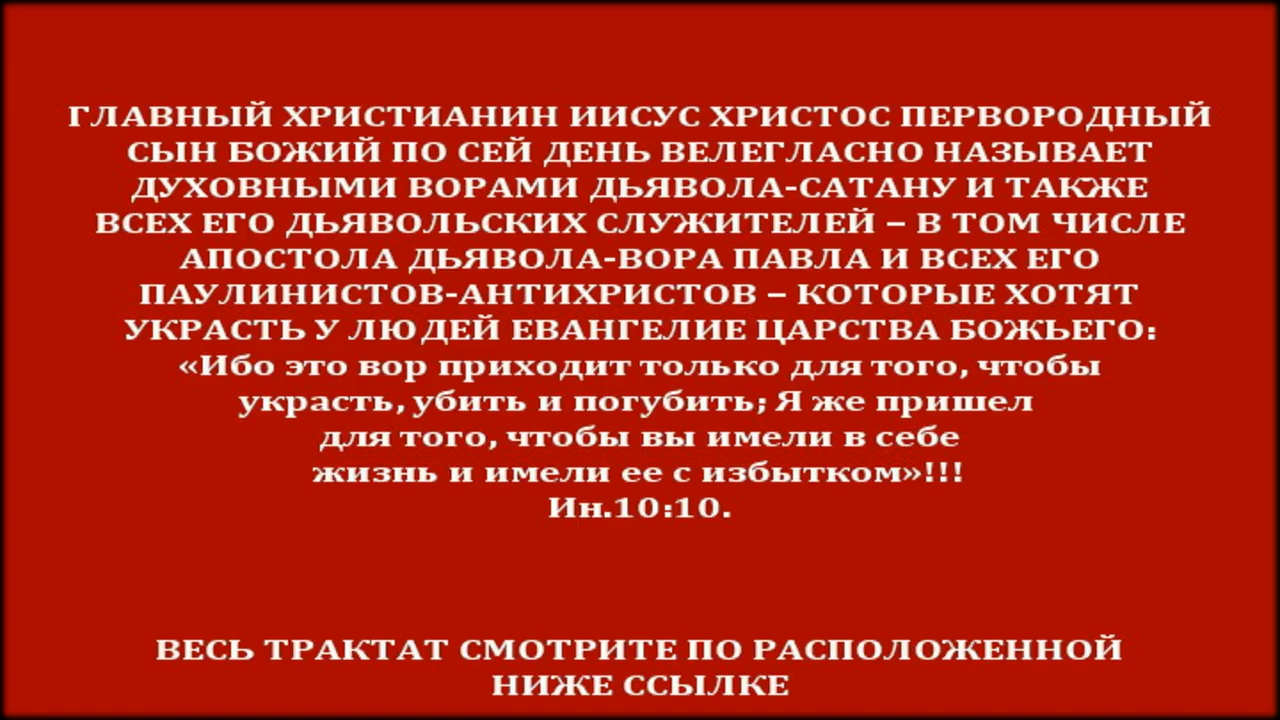 ГЛАВНЫЙ ХРИСТИАНИН ИИСУС ХРИСТОС ПЕРВОРОДНЫЙ
СЫН БОЖИЙ ПО СЕЙ ДЕНЬ ВЕЛЕГЛАСНО НАЗЫВАЕТ
ДУХОВНЫМИ ВОРАМИ ДЬЯВОЛА-САТАНУ И ТАКЖЕ
ВСЕХ ЕГО ДЬЯВОЛЬСКИХ СЛУЖИТЕЛЕЙ – В ТОМ ЧИСЛЕ
АПОСТОЛА ДЬЯВОЛА-ВОРА ПАВЛА И ВСЕХ ЕГО
ПАУЛИНИСТОВ-АНТИХРИСТОВ – КОТОРЫЕ ХОТЯТ
УКРАСТЬ У ЛЮДЕЙ ЕВАНГЕЛИЕ ЦАРСТВА БОЖЬЕГО:
«Ибо это вор приходит только для того, чтобы
украсть, убить и погубить; Я же пришел
для того, чтобы вы имели в себе
жизнь и имели ее с избытком»!!!
Ин.10:10.
ВЕСЬ ТРАКТАТ СМОТРИТЕ ПО РАСПОЛОЖЕННОЙ
НИЖЕ ССЫЛКЕ